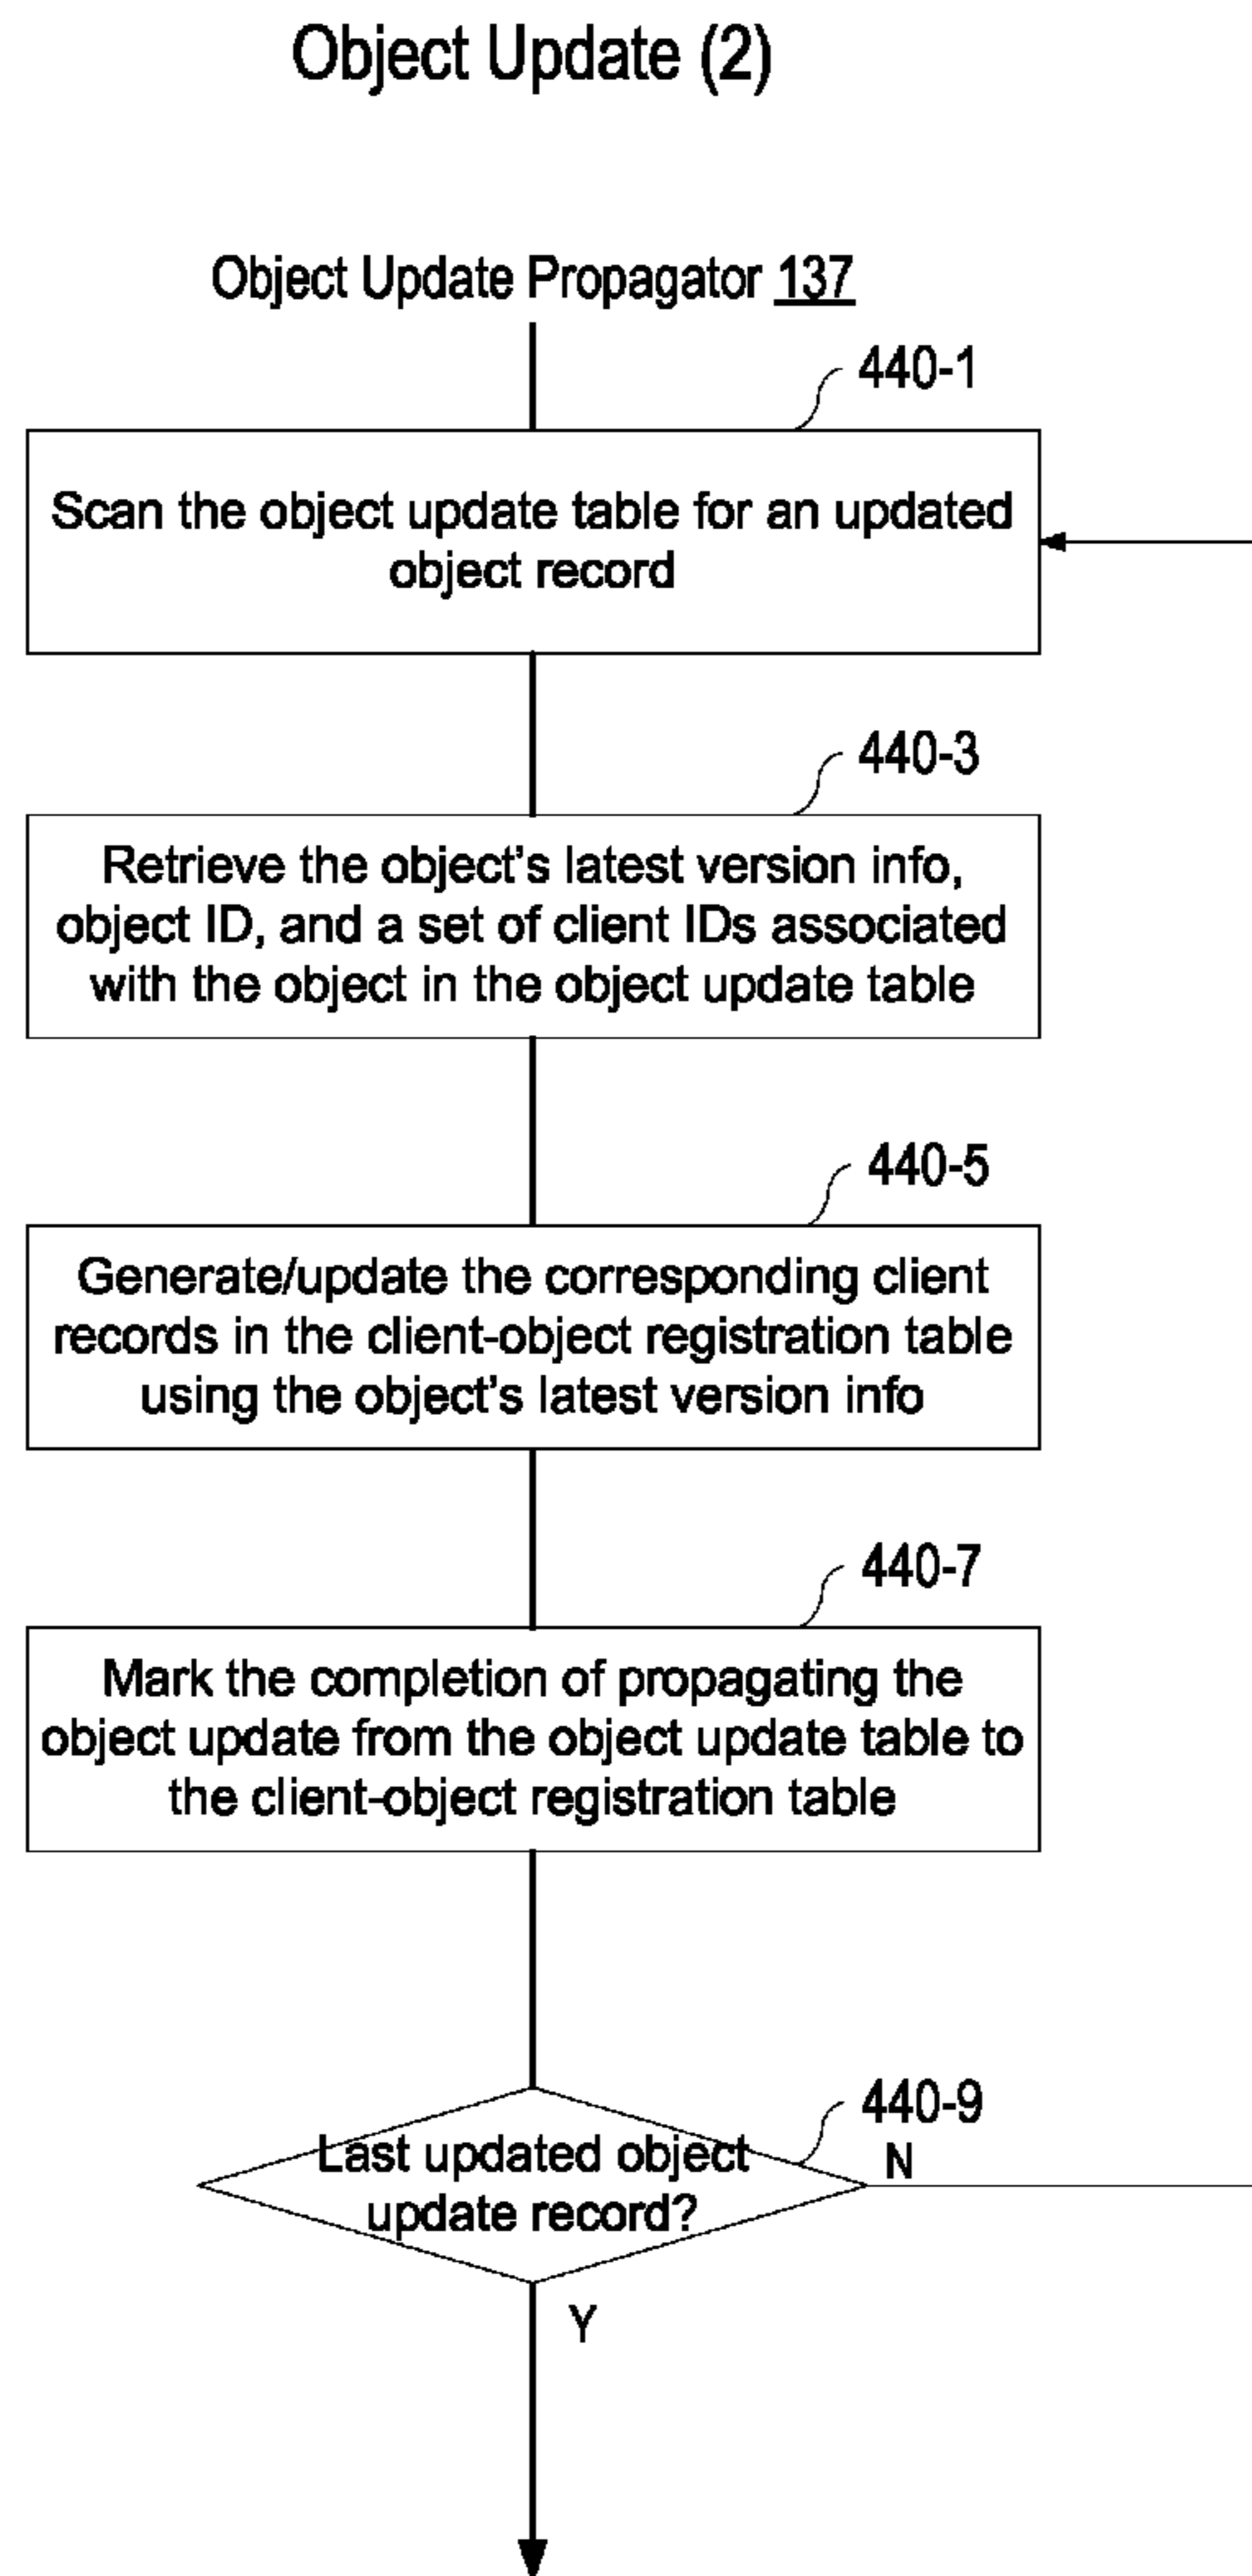 Object Update (2)
Object Update Propagator 137
440-1
Scan the object update table for an updated
object record
440-3
Retrieve the object's latest version info,
object ID, and a set of client IDs associated
with the object in the object update table
440-5
Generate/update the corresponding client
records in the client-object registration table
using the object's latest version info
440-7
Mark the completion of propagating the
object update from the object update table to
the client-object registration table
440-9
Last updated object
update record?
N
Y